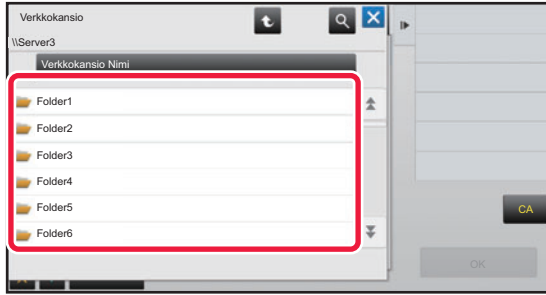 Verkkokansio
\\Server3
Verkkokansio Nimi
Folder1
Folder2
Folder3
Folder4
Folder5
Folder6
CA
OK